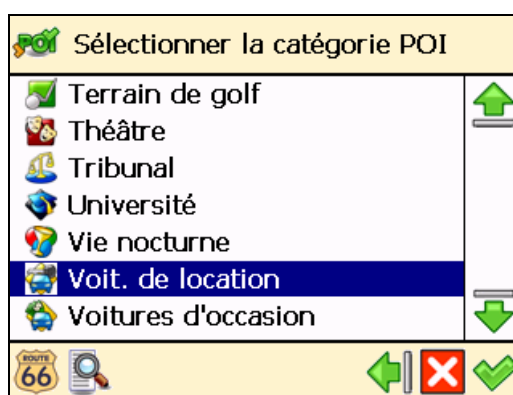 POI Sélectionner la catégorie POI
Terrain de golf
Théâtre
Tribunal
Université
Vie nocturne
Voit. de location
Voitures d'occasion
ROUTE
66